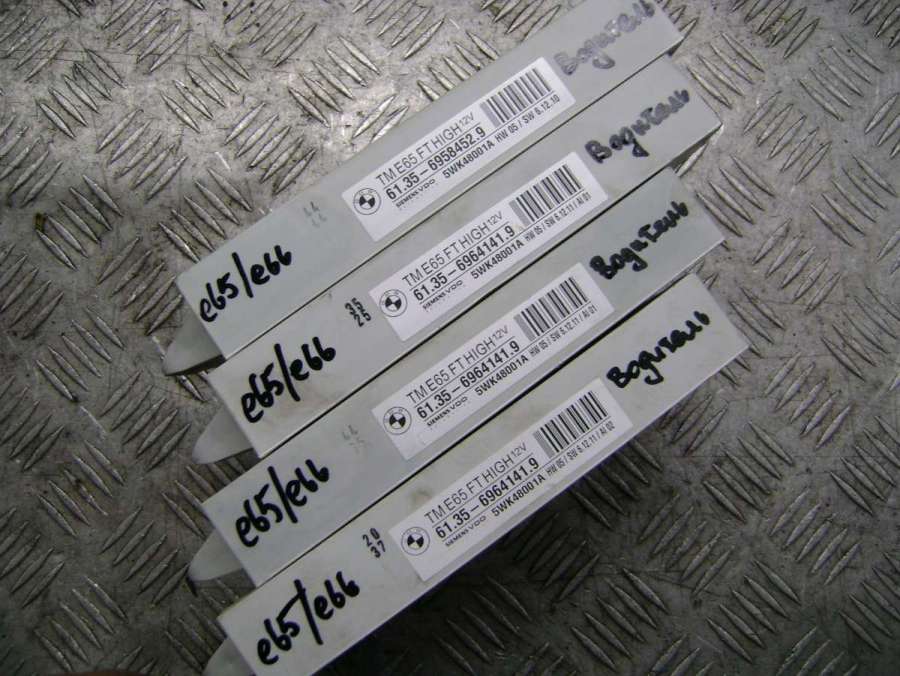 Водитель
TM E65 FT HIGH 12V
61.35 – 6958452.9
SIEMENS VDO 5WK48001A HW 05 / SW 6.12.10
e65/e66
Водитель
TM E65 FT HIGH 12V
61.35 – 6964141.9
SIEMENS VDO 5WK48001A HW 05 / SW 6.12.11 / AI 01
35
25
e65/e66
Водитель
TM E65 FT HIGH 12V
61.35 – 6964141.9
SIEMENS VDO 5WK48001A HW 05 / SW 6.12.11 / AI 01
e65/e66
Водитель
TM E65 FT HIGH 12V
61.35 – 6964141.9
SIEMENS VDO 5WK48001A HW 05 / SW 6.12.11 / AI 02
20
37
e65/e66